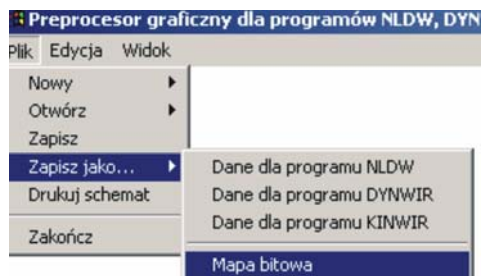 Preprocesor graficzny dla programów NLDW, DYN
Plik Edycja Widok
Nowy
Otwórz
Zapisz
Zapisz jako...
Drukuj schemat
Zakończ
Dane dla programu NLDW
Dane dla programu DYNWIR
Dane dla programu KINWIR
Mapa bitowa